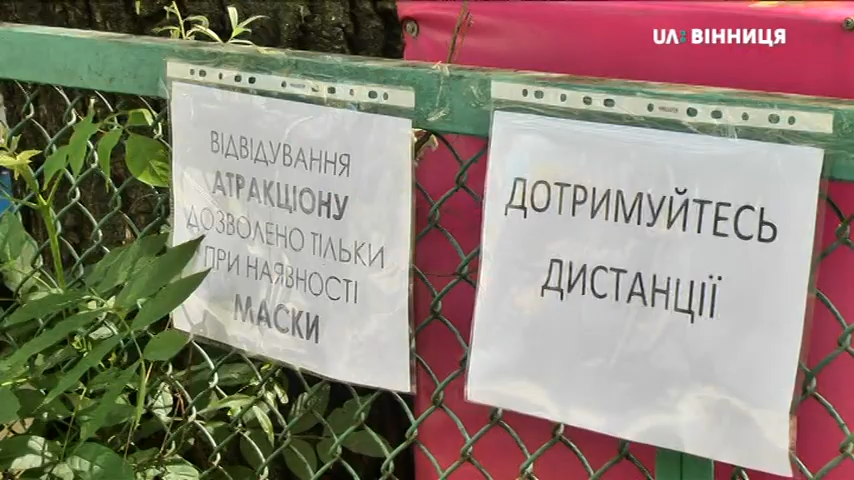 UA: ВІННИЦЯ
ВІДВІДУВАННЯ
АТРАКЦІОНУ
ДОЗВОЛЕНО ТІЛЬКИ
ПРИ НАЯВНОСТІ
МАСКИ
ДОТРИМУЙТЕСЬ
ДИСТАНЦІЇ